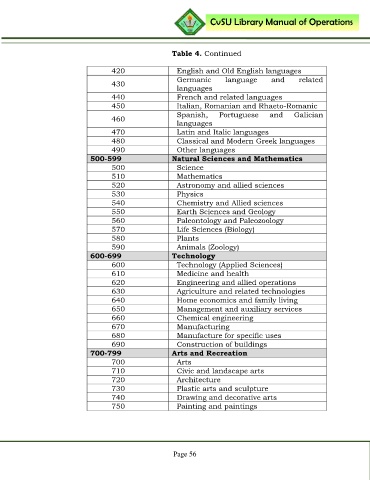 CvSU Library Manual of Operations
Table 4. Continued
420 English and Old English languages
430 Germanic language and related
languages
440 French and related languages
450 Italian, Romanian and Rhaeto-Romanic
460 Spanish, Portuguese and Galician
languages
470 Latin and Italic languages
480 Classical and Modern Greek languages
490 Other languages
500-599 Natural Sciences and Mathematics
500 Science
510 Mathematics
520 Astronomy and allied sciences
530 Physics
540 Chemistry and Allied sciences
550 Earth Sciences and Geology
560 Paleontology and Paleozoology
570 Life Sciences (Biology)
580 Plants
590 Animals (Zoology)
600-699 Technology
600 Technology (Applied Sciences)
610 Medicine and health
620 Engineering and allied operations
630 Agriculture and related technologies
640 Home economics and family living
650 Management and auxiliary services
660 Chemical engineering
670 Manufacturing
680 Manufacture for specific uses
690 Construction of buildings
700-799 Arts and Recreation
700 Arts
710 Civic and landscape arts
720 Architecture
730 Plastic arts and sculpture
740 Drawing and decorative arts
750 Painting and paintings
Page 56